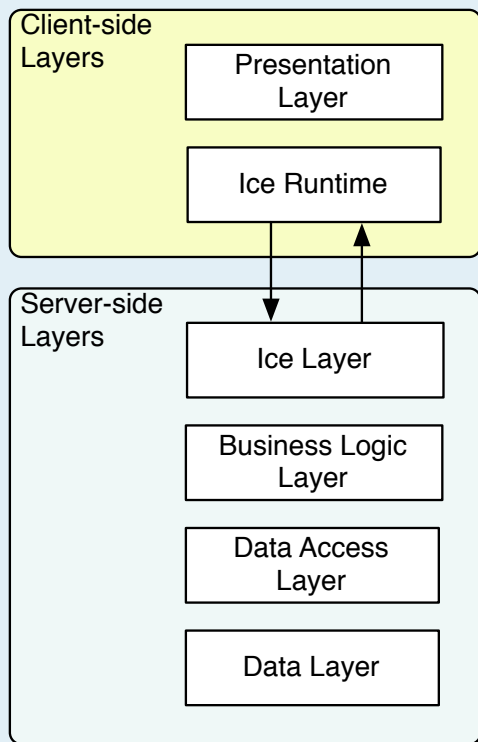 Client-side
Layers
Presentation
Layer
Ice Runtime
Server-side
Layers
Ice Layer
Business Logic
Layer
Data Access
Layer
Data Layer